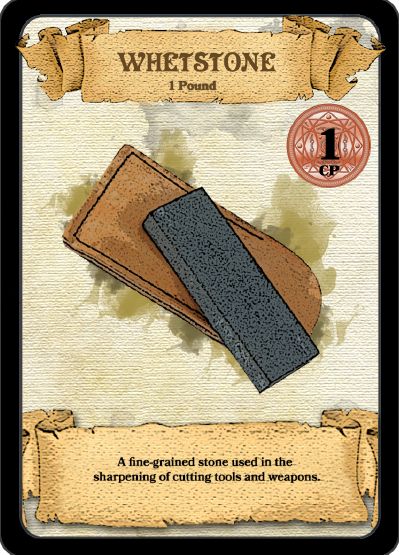 WHETSTONE
1 Pound
1
CP
A fine-grained stone used in the
sharpening of cutting tools and weapons.